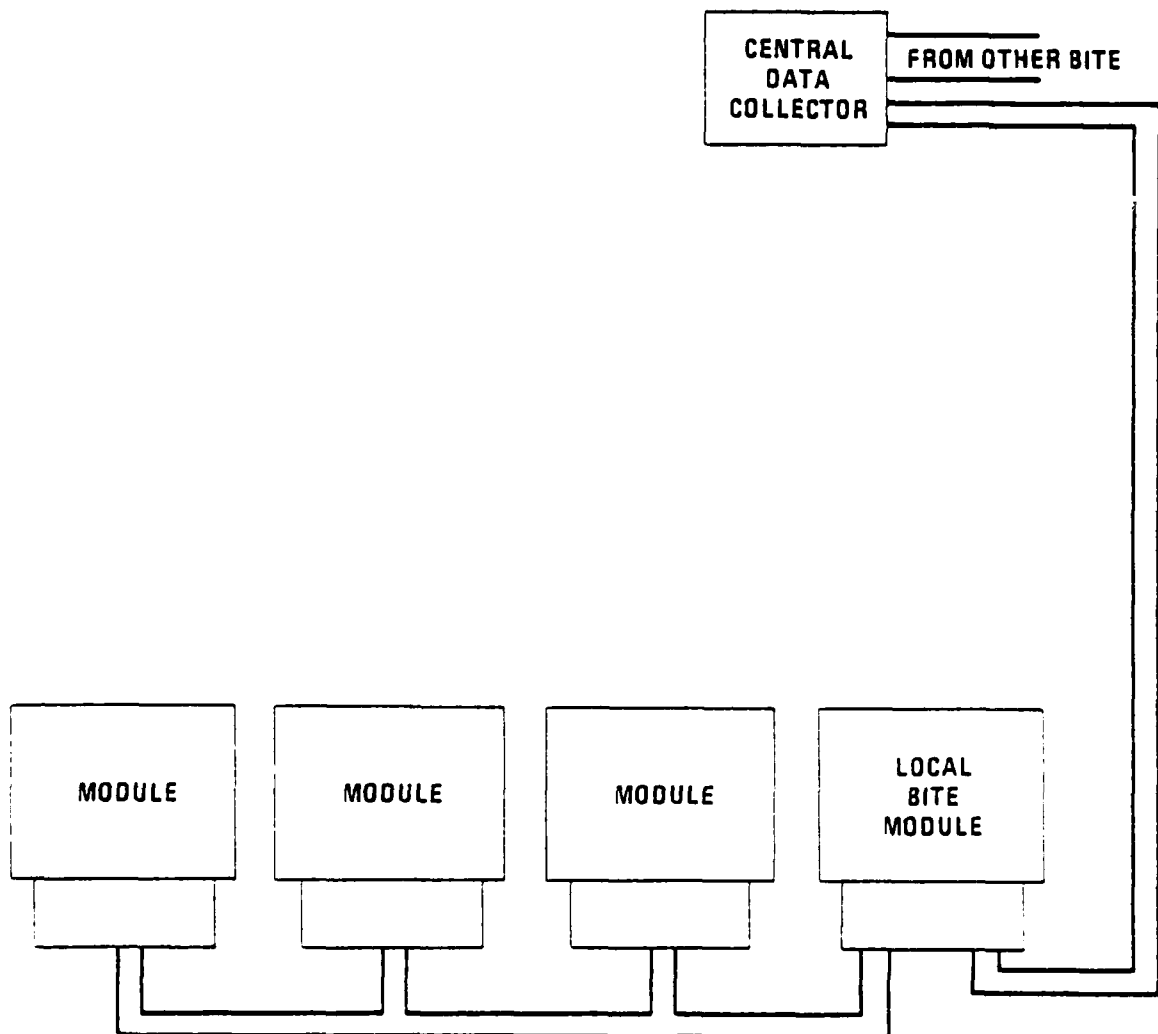 CENTRAL
DATA
COLLECTOR
FROM OTHER BITE
MODULE
MODULE
MODULE
LOCAL
BITE
MODULE